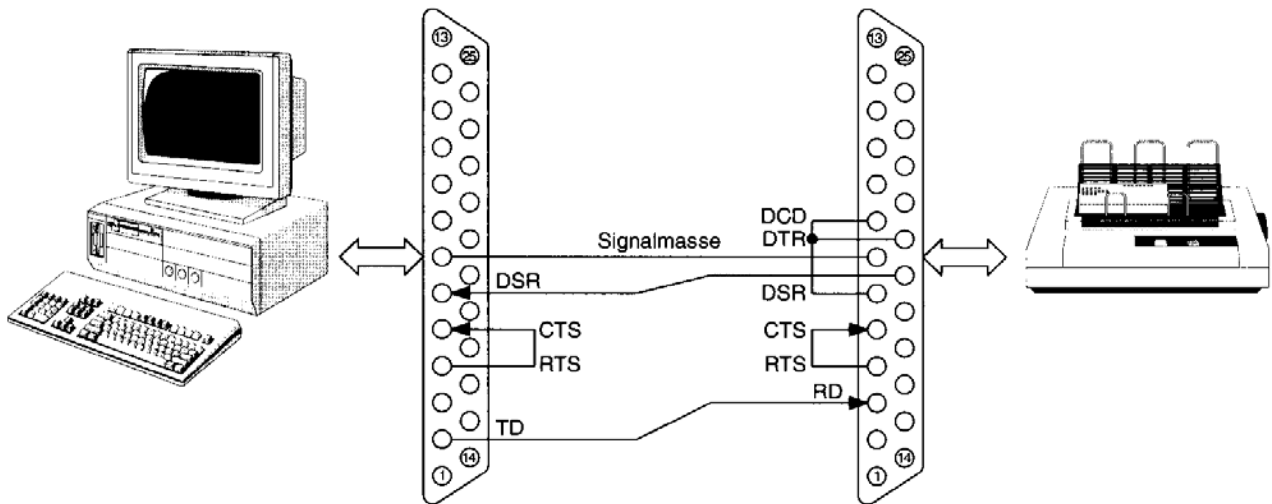 13
25
13
25
DCD
Signalmasse
DTR
DSR
DSR
CTS
CTS
RTS
RTS
RD
TD
14
14
1
1